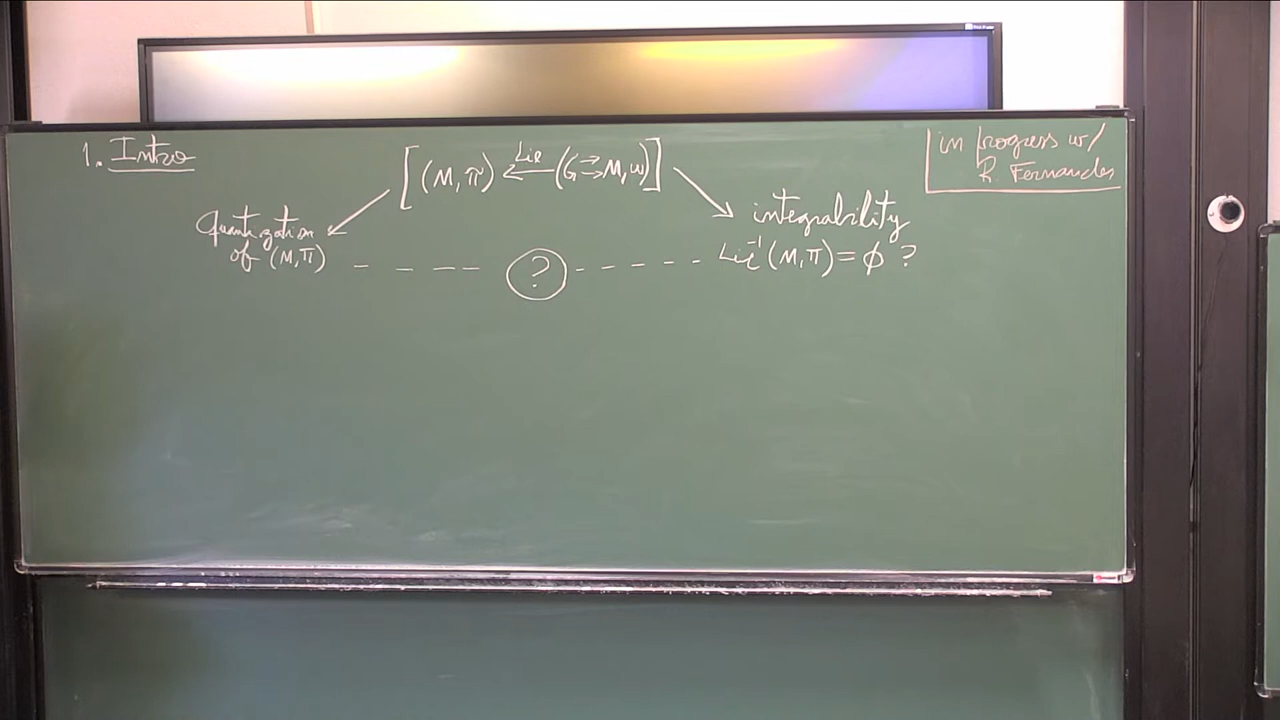 1. Intro
[(M, π) ←Lie– (G ⇉ M, ω)]
in progress w/
R. Fernandes
Quantization
of (M, π)
?
integrability
Lie⁻¹(M, π) = ϕ ?